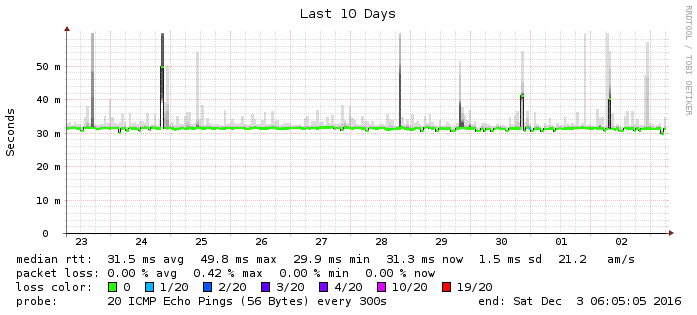 Last 10 Days
RRDTOOL / TOBI OETIKER
Seconds
50 m
40 m
30 m
20 m
10 m
0
23 24 25 26 27 28 29 30 01 02
median rtt: 31.5 ms avg 49.8 ms max 29.9 ms min 31.3 ms now 1.5 ms sd 21.2 am/s
packet loss: 0.00 % avg 0.42 % max 0.00 % min 0.00 % now
loss color: 0 1/20 2/20 3/20 4/20 10/20 19/20
probe: 20 ICMP Echo Pings (56 Bytes) every 300s end: Sat Dec 3 06:05:05 2016